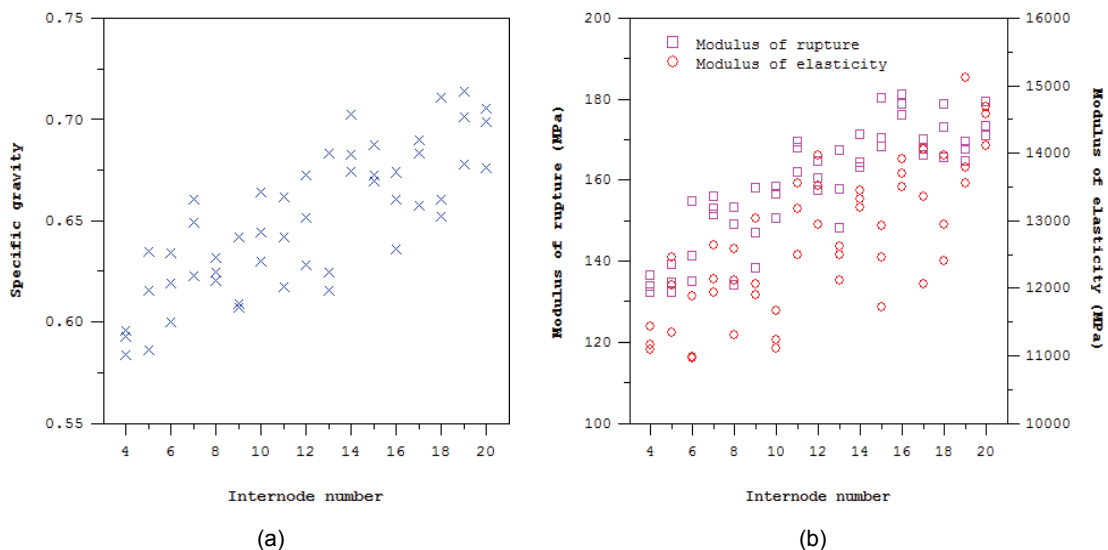 0.75
0.70
0.65
0.60
0.55
Specific gravity
4 6 8 10 12 14 16 18 20
Internode number
(a)
200
180
160
140
120
100
Modulus of rupture (MPa)
Modulus of rupture
Modulus of elasticity
16000
15000
14000
13000
12000
11000
10000
Modulus of elasticity (MPa)
4 6 8 10 12 14 16 18 20
Internode number
(b)